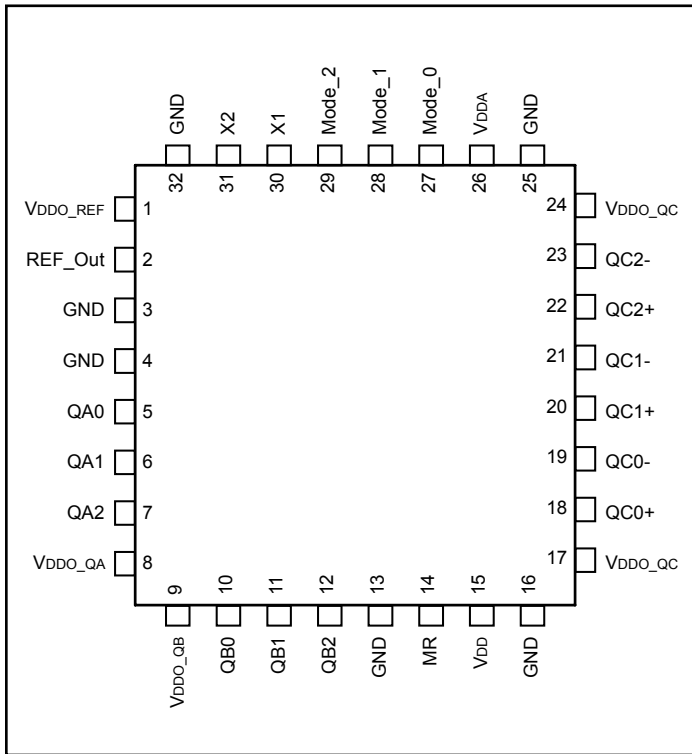 GND
X2
X1
Mode_2
Mode_1
Mode_0
VDDA
GND
32
31
30
29
28
27
26
25
VDDO_REF 1
REF_Out 2
GND 3
GND 4
QA0 5
QA1 6
QA2 7
VDDO_QA 8
24 VDDO_QC
23 QC2-
22 QC2+
21 QC1-
20 QC1+
19 QC0-
18 QC0+
17 VDDO_QC
9
10
11
12
13
14
15
16
VDDO_QB
QB0
QB1
QB2
GND
MR
VDD
GND